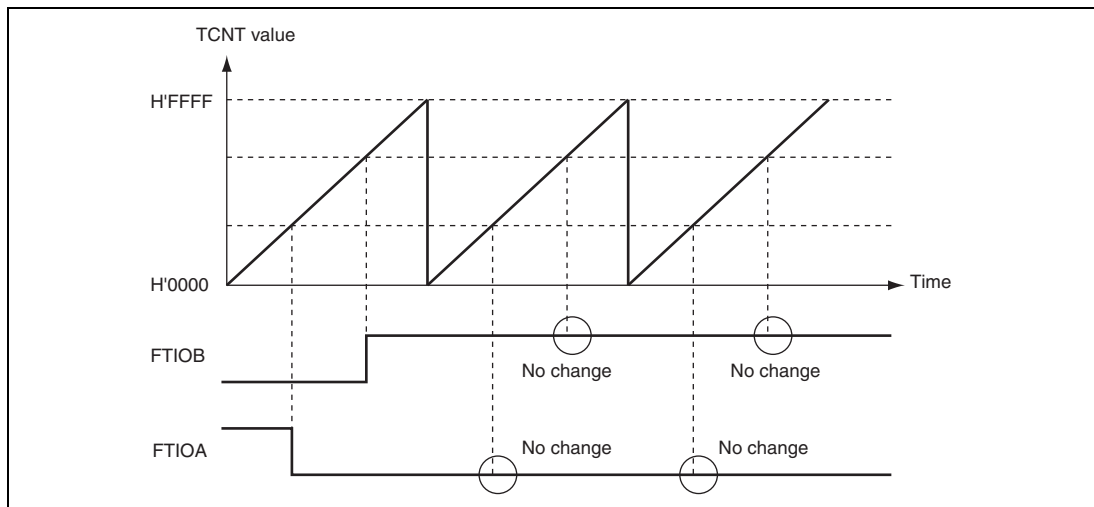 TCNT value
H'FFFF
H'0000
Time
FTIOB
No change
No change
FTIOA
No change
No change